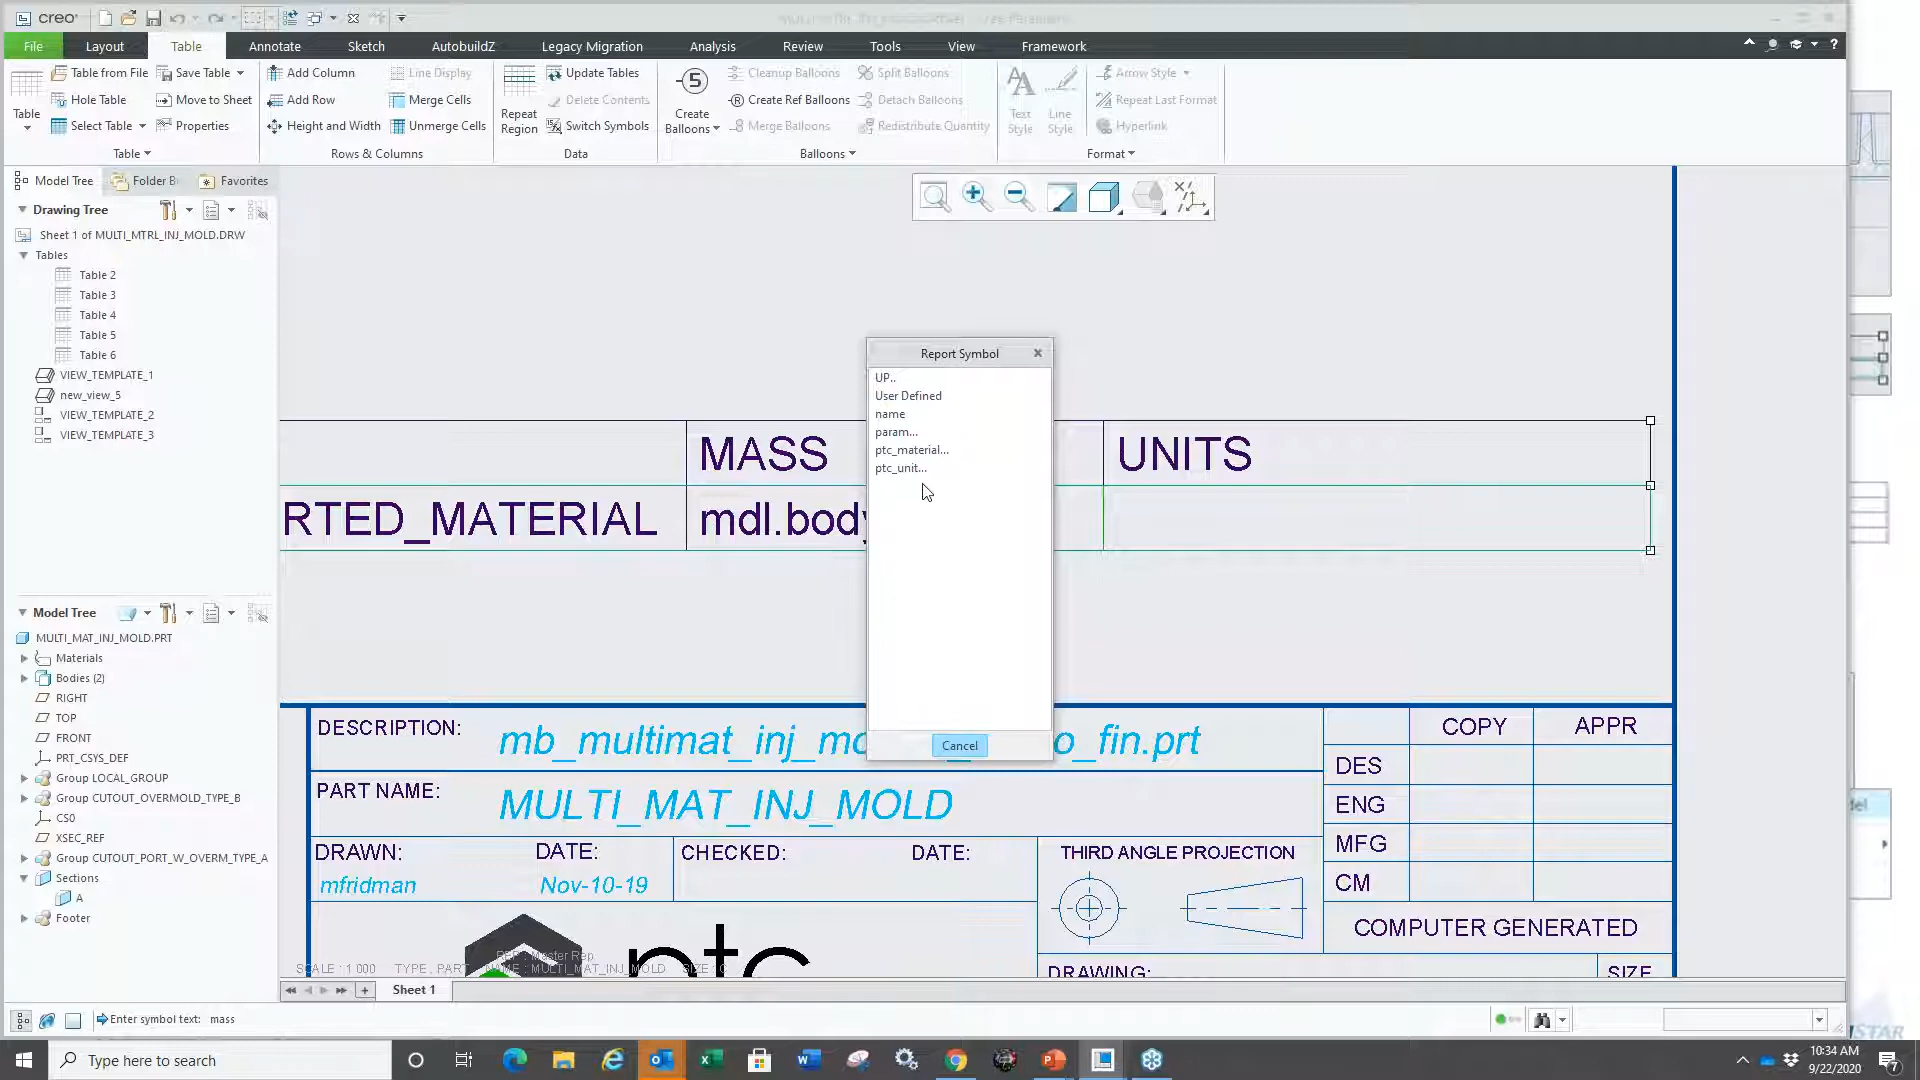 creo®
File
Layout
Table
Annotate
Sketch
AutobuildZ
Legacy Migration
Analysis
Review
Tools
View
Framework
Table from File
Save Table
Add Column
Line Display
Update Tables
Cleanup Balloons
Split Balloons
Arrow Style
Hole Table
Move to Sheet
Add Row
Merge Cells
Delete Contents
Create Ref Balloons
Detach Balloons
Repeat Last Format
Table
Select Table
Properties
Height and Width
Unmerge Cells
Repeat Region
Switch Symbols
Create Balloons
Merge Balloons
Redistribute Quantity
Text Style
Line Style
Hyperlink
Table
Rows & Columns
Data
Balloons
Format
Model Tree
Folder B
Favorites
Drawing Tree
Sheet 1 of MULTI_MTRL_INJ_MOLD.DRW
Tables
Table 2
Table 3
Table 4
Table 5
Table 6
VIEW_TEMPLATE_1
new_view_5
VIEW_TEMPLATE_2
VIEW_TEMPLATE_3
Model Tree
MULTI_MAT_INJ_MOLD.PRT
Materials
Bodies (2)
RIGHT
TOP
FRONT
PRT_CSYS_DEF
Group LOCAL_GROUP
Group CUTOUT_OVERMOLD_TYPE_B
CS0
XSEC_REF
Group CUTOUT_PORT_W_OVERM_TYPE_A
Sections
A
Footer
MASS
UNITS
RTED_MATERIAL
mdl.body
Report Symbol
UP..
User Defined
name
param...
ptc_material...
ptc_unit...
Cancel
DESCRIPTION:
mb_multimat_inj_mo
o_fin.prt
PART NAME:
MULTI_MAT_INJ_MOLD
DRAWN:
DATE:
CHECKED:
DATE:
mfridman
Nov-10-19
THIRD ANGLE PROJECTION
COPY
APPR
DES
ENG
MFG
CM
COMPUTER GENERATED
DRAWING:
SIZE
ptc
REP : Master Rep
SCALE : 1.000 TYPE : PART NAME : MULTI_MAT_INJ_MOLD SIZE : C
Sheet 1
Enter symbol text: mass
STAR
Type here to search
10:34 AM
9/22/2020
7